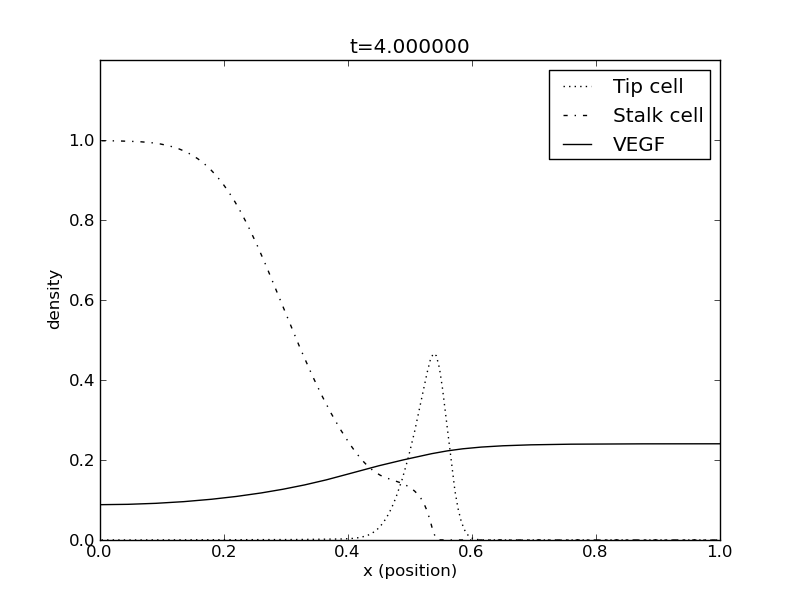 t=4.000000
Tip cell
Stalk cell
VEGF
density
1.0
0.8
0.6
0.4
0.2
0.0
0.0 0.2 0.4 0.6 0.8 1.0
x (position)